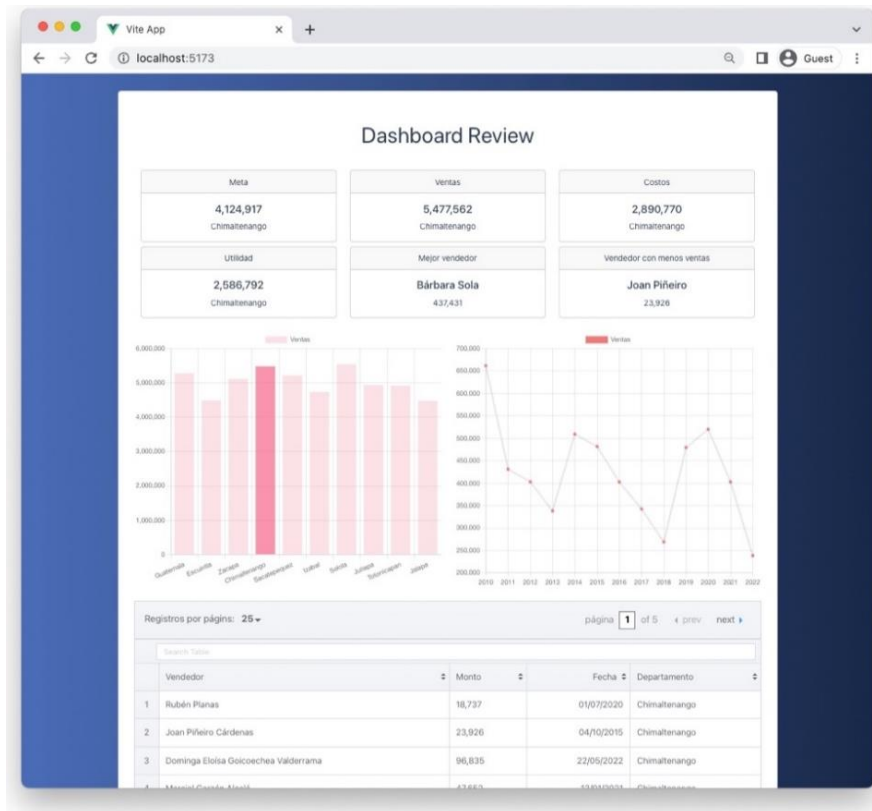 Vite App
localhost:5173
Guest
Dashboard Review
Meta
4,124,917
Chimaltenango
Ventas
5,477,562
Chimaltenango
Costos
2,890,770
Chimaltenango
Utilidad
2,586,792
Chimaltenango
Mejor vendedor
Bárbara Sola
437,431
Vendedor con menos ventas
Joan Piñeiro
23,926
Ventas
6,000,000
5,000,000
4,000,000
3,000,000
2,000,000
1,000,000
0
Guatemala Escuintla Zacapa Chimaltenango Sacatepequez Izabal Sololá Jutiapa Totonicapan Jalapa
Ventas
700,000
650,000
600,000
550,000
500,000
450,000
400,000
350,000
300,000
250,000
200,000
2010 2011 2012 2013 2014 2015 2016 2017 2018 2019 2020 2021 2022
Registros por págins: 25 página 1 of 5 prev next
Search Table
Vendedor Monto Fecha Departamento
1 Rubén Planas 18,737 01/07/2020 Chimaltenango
2 Joan Piñeiro Cárdenas 23,926 04/10/2015 Chimaltenango
3 Dominga Eloísa Goicoechea Valderrama 96,835 22/05/2022 Chimaltenango